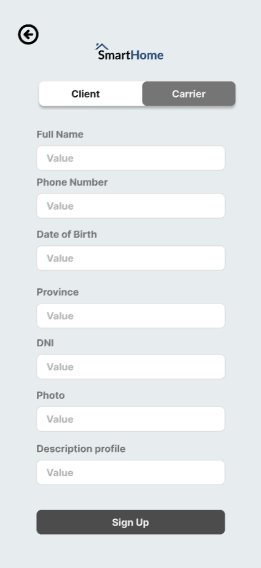 SmartHome
Client Carrier
Full Name
Value
Phone Number
Value
Date of Birth
Value
Province
Value
DNI
Value
Photo
Value
Description profile
Value
Sign Up